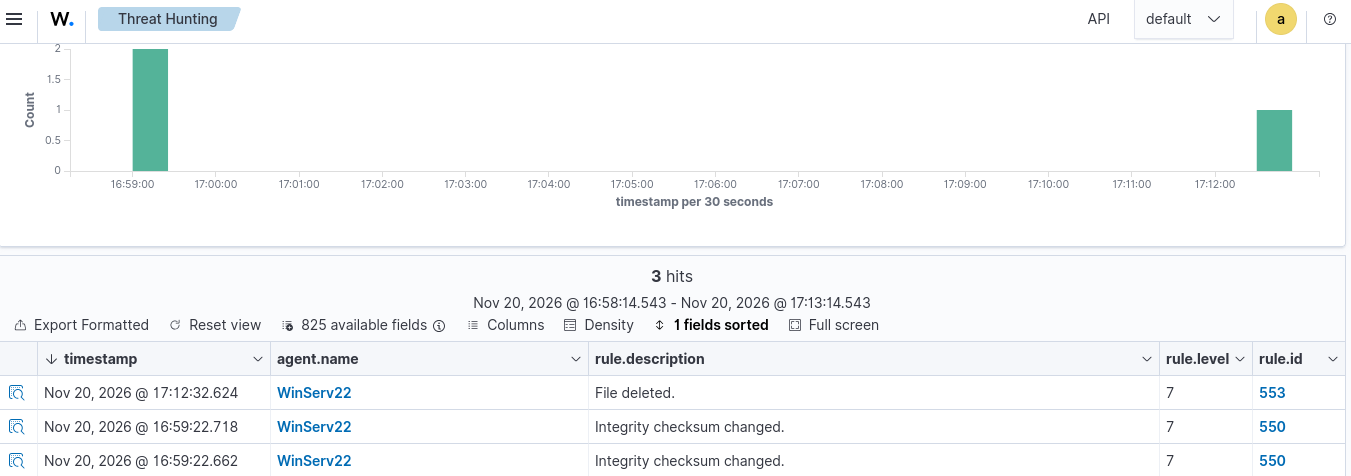 W. Threat Hunting API default a
2
1.5
1
0.5
0
Count
16:59:00 17:00:00 17:01:00 17:02:00 17:03:00 17:04:00 17:05:00 17:06:00 17:07:00 17:08:00 17:09:00 17:10:00 17:11:00 17:12:00
timestamp per 30 seconds
3 hits
Nov 20, 2026 @ 16:58:14.543 - Nov 20, 2026 @ 17:13:14.543
Export Formatted Reset view 825 available fields Columns Density 1 fields sorted Full screen
timestamp agent.name rule.description rule.level rule.id
Nov 20, 2026 @ 17:12:32.624 WinServ22 File deleted. 7 553
Nov 20, 2026 @ 16:59:22.718 WinServ22 Integrity checksum changed. 7 550
Nov 20, 2026 @ 16:59:22.662 WinServ22 Integrity checksum changed. 7 550